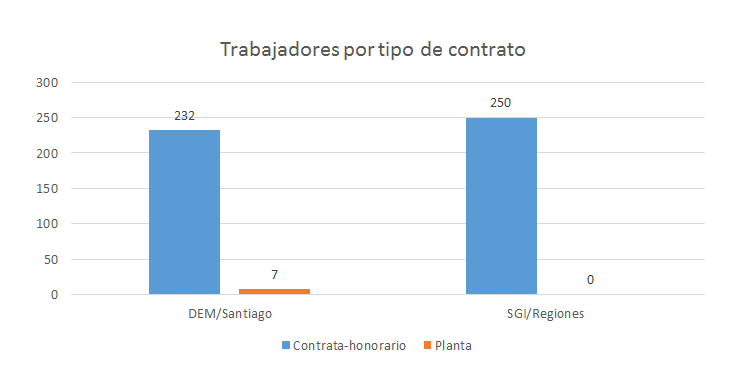 Trabajadores por tipo de contrato
300
250
200
150
100
50
0
232
7
250
0
DEM/Santiago
SGI/Regiones
Contrata-honorario
Planta